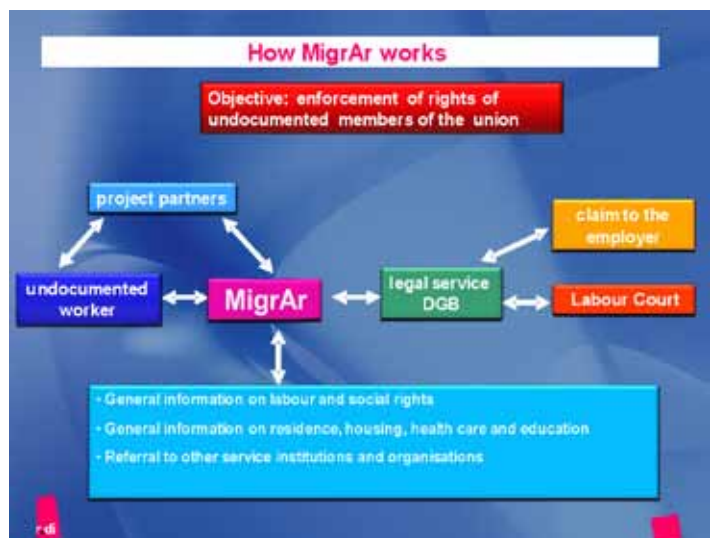 How MigrAr works
Objective: enforcement of rights of
undocumented members of the union
project partners
claim to the
employer
undocumented
worker
MigrAr
legal service
DGB
Labour Court
- General information on labour and social rights
- General information on residence, housing, health care and education
- Referral to other service institutions and organisations
r di